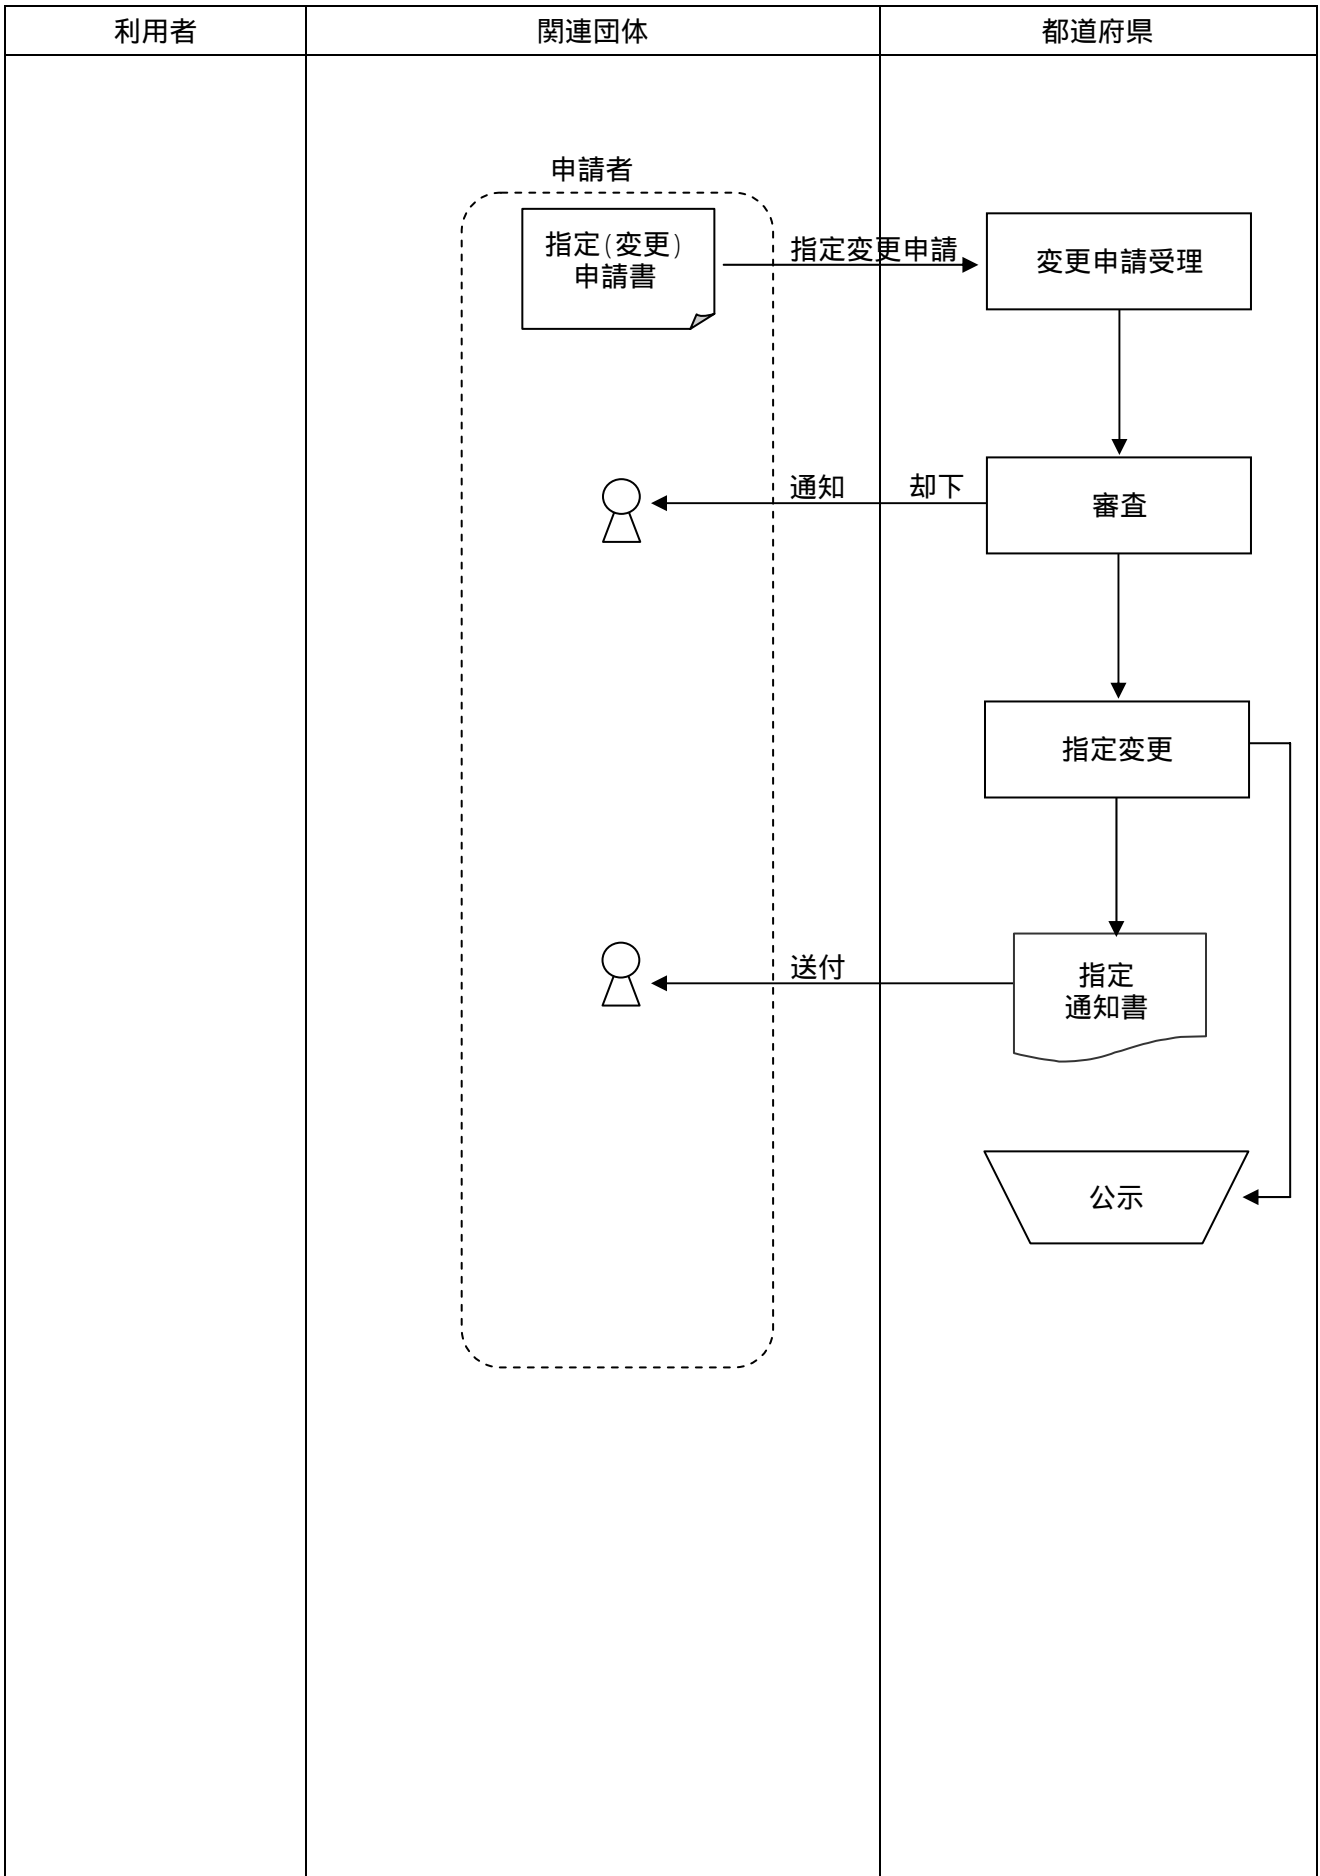 利用者
関連団体
都道府県
申請者
指定(変更)
申請書
指定変更申請
変更申請受理
通知
却下
審査
指定変更
送付
指定
通知書
公示